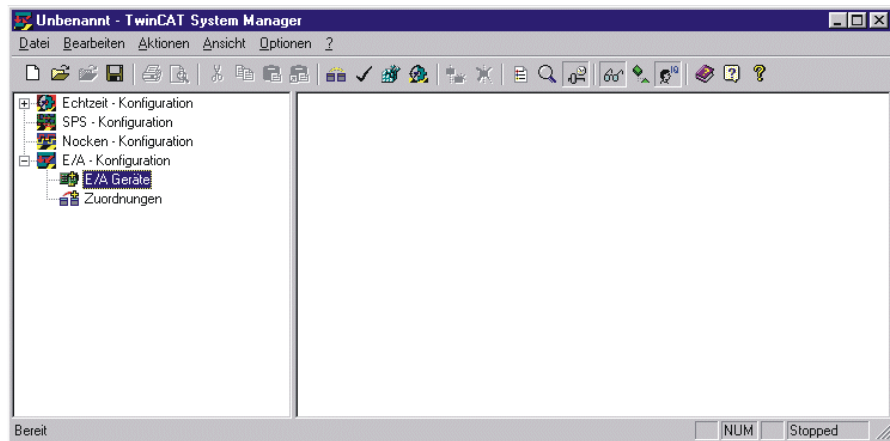 Unbenannt - TwinCAT System Manager
Datei Bearbeiten Aktionen Ansicht Optionen ?
Echtzeit - Konfiguration
SPS - Konfiguration
Nocken - Konfiguration
E/A - Konfiguration
E/A Geräte
Zuordnungen
Bereit NUM Stopped